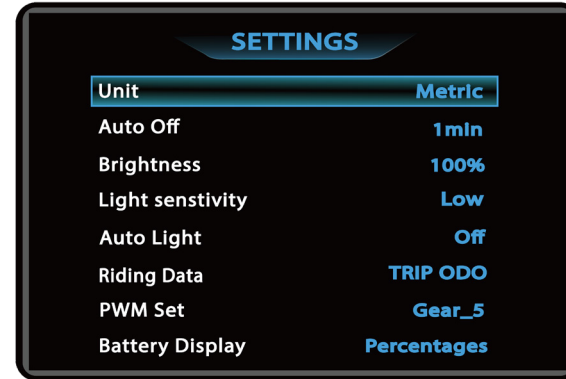 SETTINGS
Unit Metric
Auto Off 1min
Brightness 100%
Light senstivity Low
Auto Light Off
Riding Data TRIP ODO
PWM Set Gear_5
Battery Display Percentages